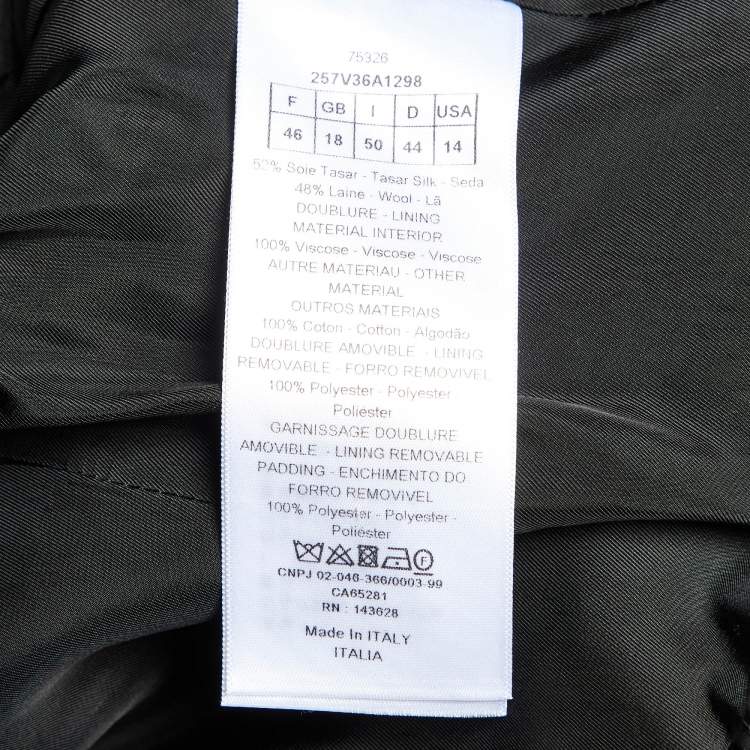 75326
257V36A1298
F GB I D USA
46 18 50 44 14
52% Soie Tasar - Tasar Silk - Seda
48% Laine - Wool - Lã
DOUBLURE - LINING
MATERIAL INTERIOR
100% Viscose - Viscose - Viscose
AUTRE MATERIAU - OTHER
MATERIAL
OUTROS MATERIAIS
100% Coton - Cotton - Algodão
DOUBLURE AMOVIBLE - LINING
REMOVABLE - FORRO REMOVIVEL
100% Polyester - Polyester
Poliéster
GARNISSAGE DOUBLURE
AMOVIBLE - LINING REMOVABLE
PADDING - ENCHIMENTO DO
FORRO REMOVIVEL
100% Polyester - Polyester -
Poliéster
F
CNPJ 02-046-366/0003-99
CA65281
RN : 143628
Made in ITALY
ITALIA